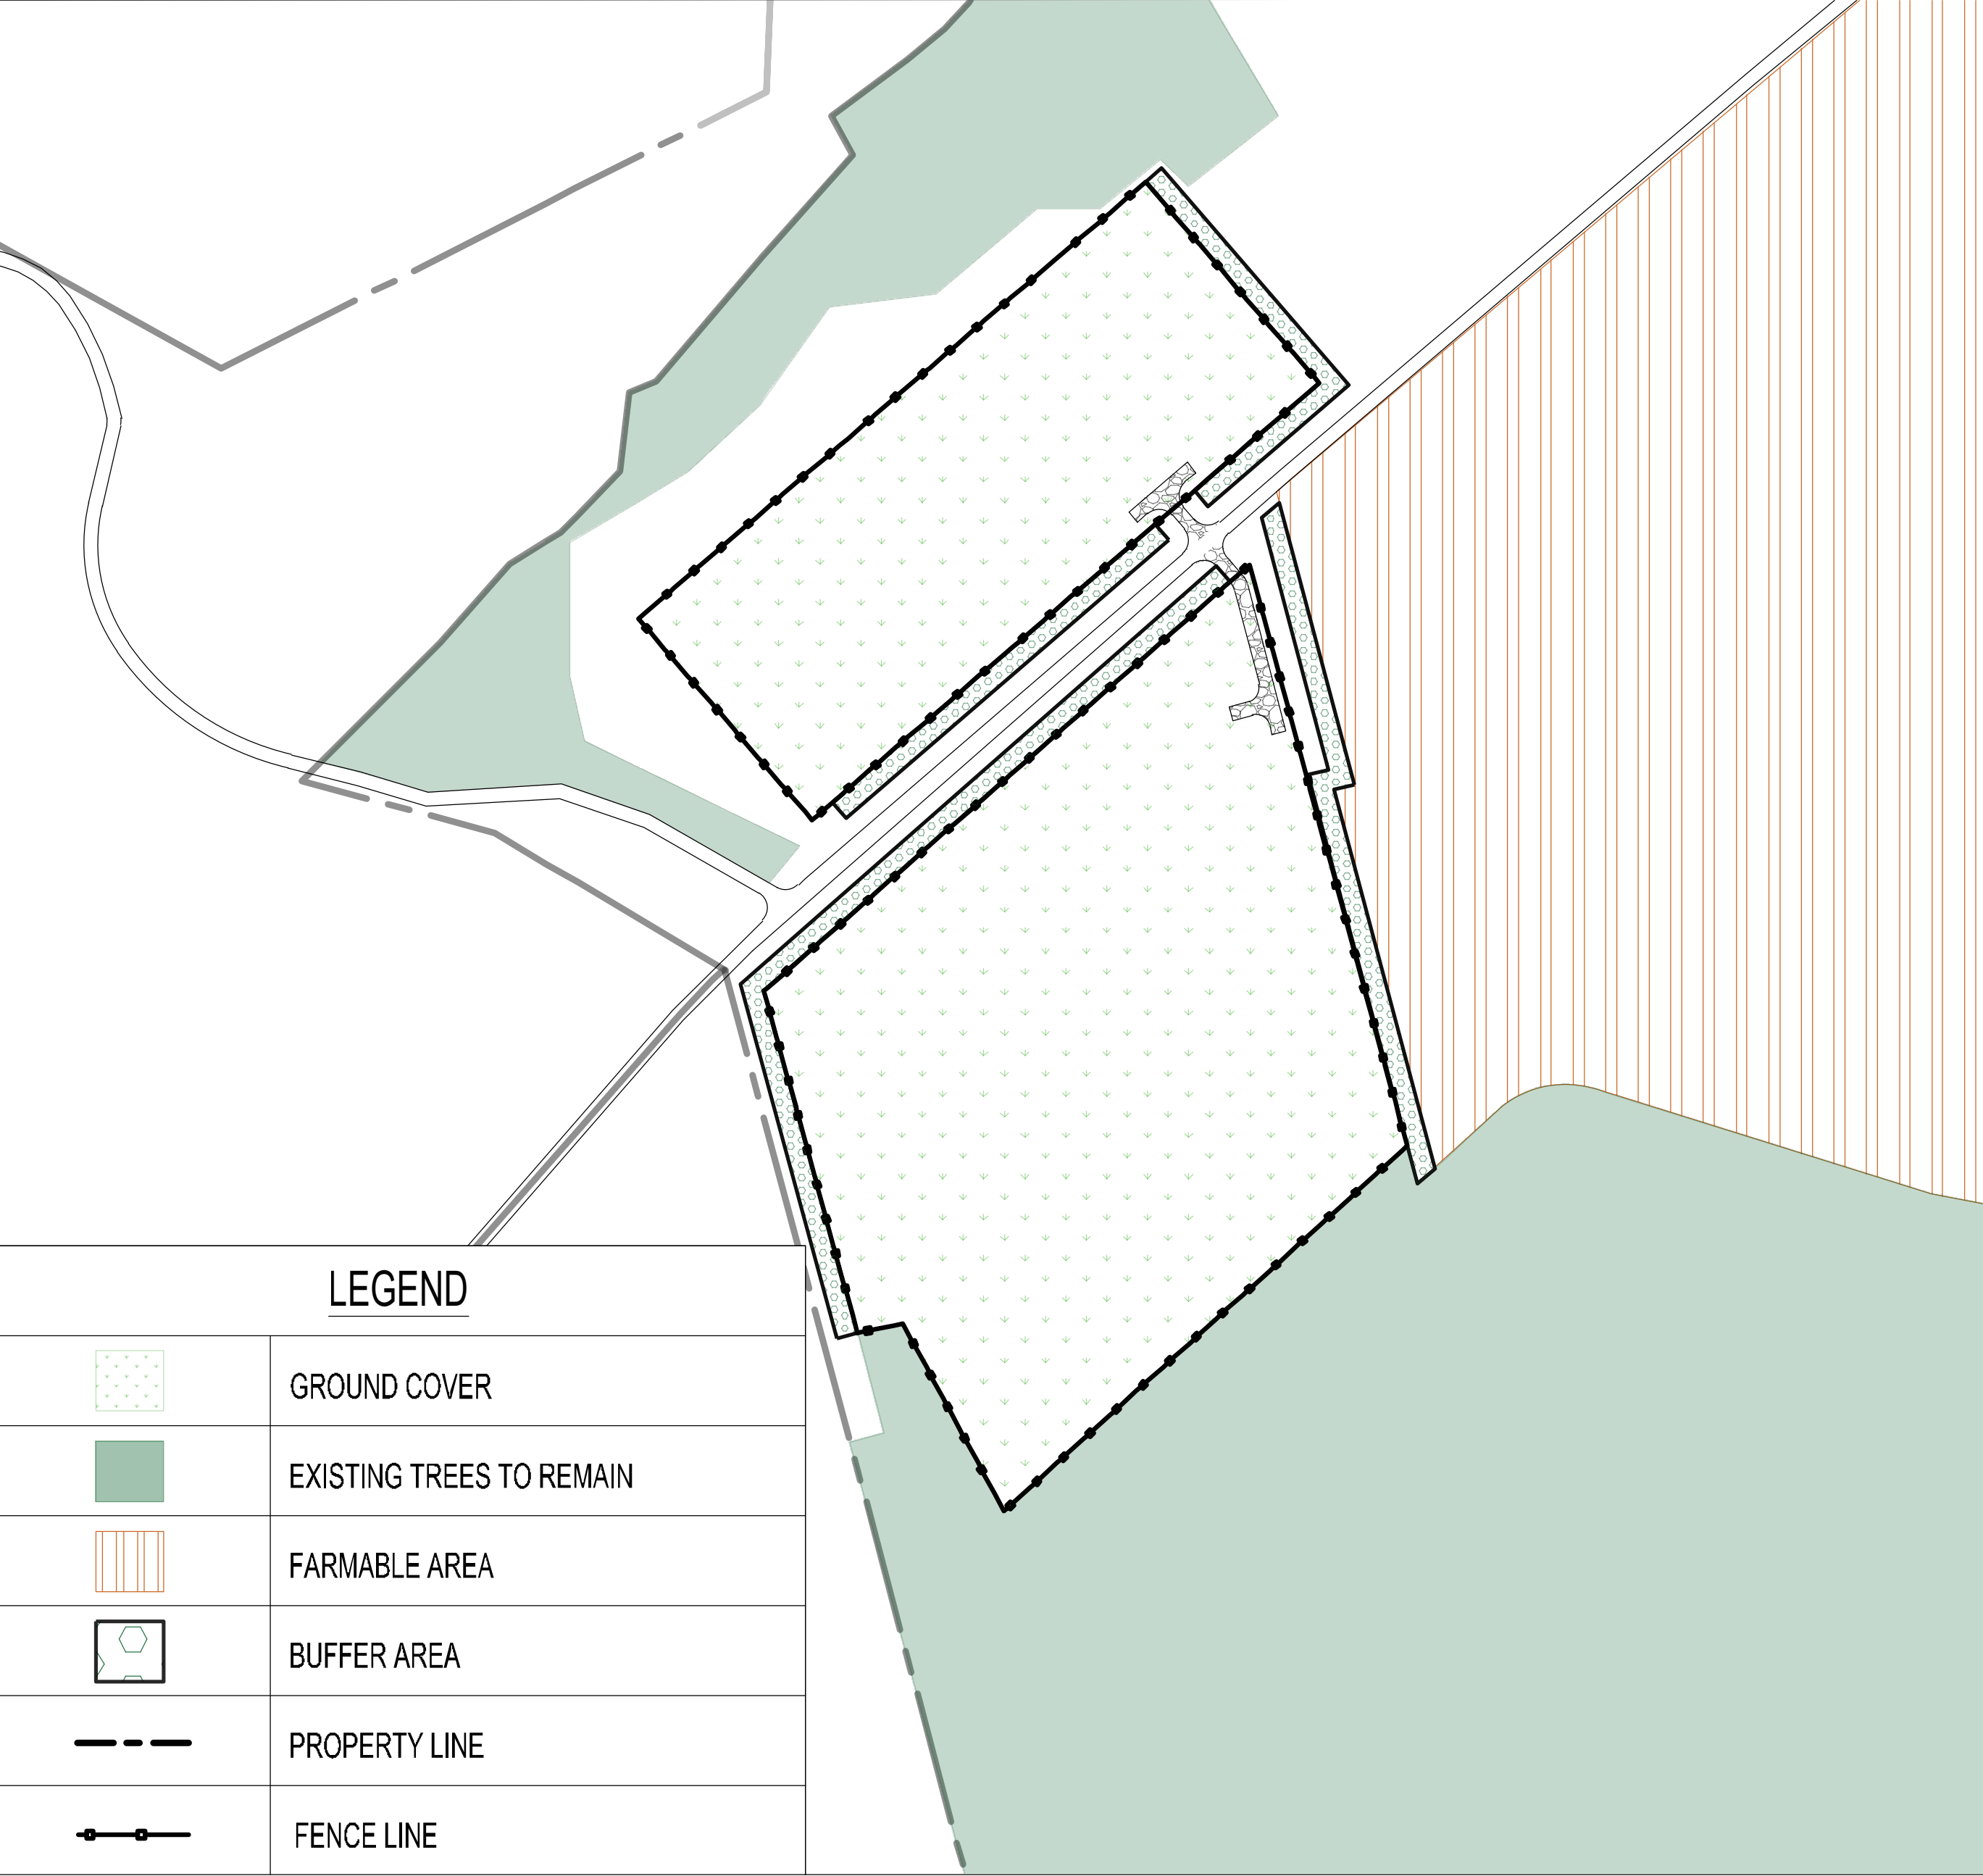 LEGEND
GROUND COVER
EXISTING TREES TO REMAIN
FARMABLE AREA
BUFFER AREA
PROPERTY LINE
FENCE LINE